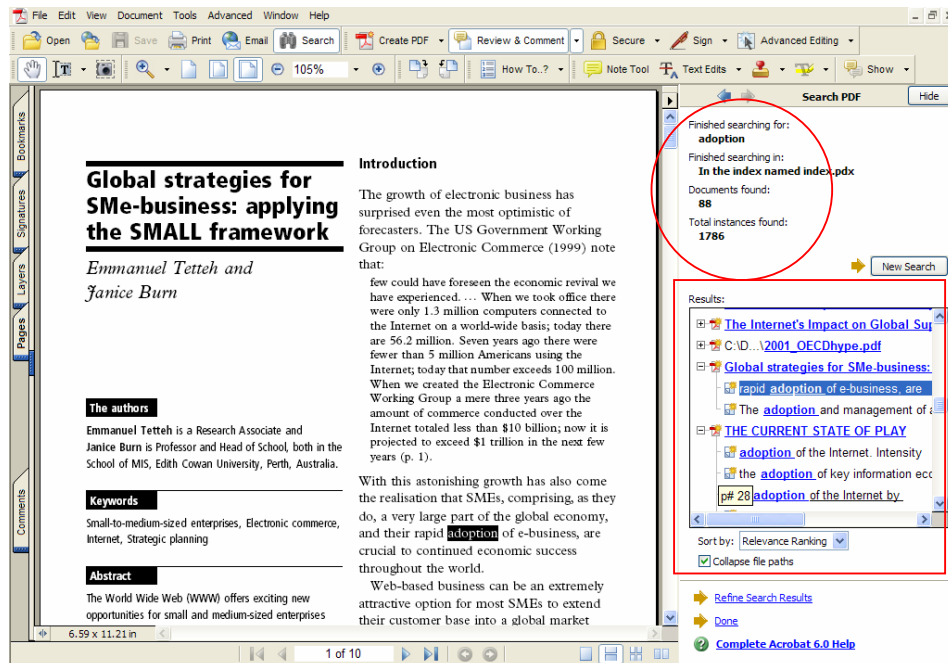 File Edit View Document Tools Advanced Window Help
Open Save Print Email Search Create PDF Review & Comment Secure Sign Advanced Editing
105% How To..? Note Tool Text Edits Show
Bookmarks
Signatures
Layers
Pages
Comments
Global strategies for
SMe-business: applying
the SMALL framework
Emmanuel Tetteh and
Janice Burn
The authors
Emmanuel Tetteh is a Research Associate and
Janice Burn is Professor and Head of School, both in the
School of MIS, Edith Cowan University, Perth, Australia.
Keywords
Small-to-medium-sized enterprises, Electronic commerce,
Internet, Strategic planning
Abstract
The World Wide Web (WWW) offers exciting new
opportunities for small and medium-sized enterprises
Introduction
The growth of electronic business has
surprised even the most optimistic of
forecasters. The US Government Working
Group on Electronic Commerce (1999) note
that:
few could have foreseen the economic revival we
have experienced. ... When we took office there
were only 1.3 million computers connected to
the Internet on a world-wide basis; today there
are 56.2 million. Seven years ago there were
fewer than 5 million Americans using the
Internet; today that number exceeds 100 million.
When we created the Electronic Commerce
Working Group a mere three years ago the
amount of commerce conducted over the
Internet totaled less than $10 billion; now it is
projected to exceed $1 trillion in the next few
years (p. 1).
With this astonishing growth has also come
the realisation that SMEs, comprising, as they
do, a very large part of the global economy,
and their rapid adoption of e-business, are
crucial to continued economic success
throughout the world.
Web-based business can be an extremely
attractive option for most SMEs to extend
their customer base into a global market
6.59 x 11.21 in
1 of 10
Search PDF Hide
Finished searching for:
adoption
Finished searching in:
In the index named index.pdx
Documents found:
88
Total instances found:
1786
New Search
Results:
The Internet's Impact on Global Sup
C:\D...\2001_OECDhype.pdf
Global strategies for SMe-business:
rapid adoption of e-business, are
The adoption and management of a
THE CURRENT STATE OF PLAY
adoption of the Internet. Intensity
the adoption of key information eco
p# 28 adoption of the Internet by
Sort by: Relevance Ranking
Collapse file paths
Refine Search Results
Done
Complete Acrobat 6.0 Help